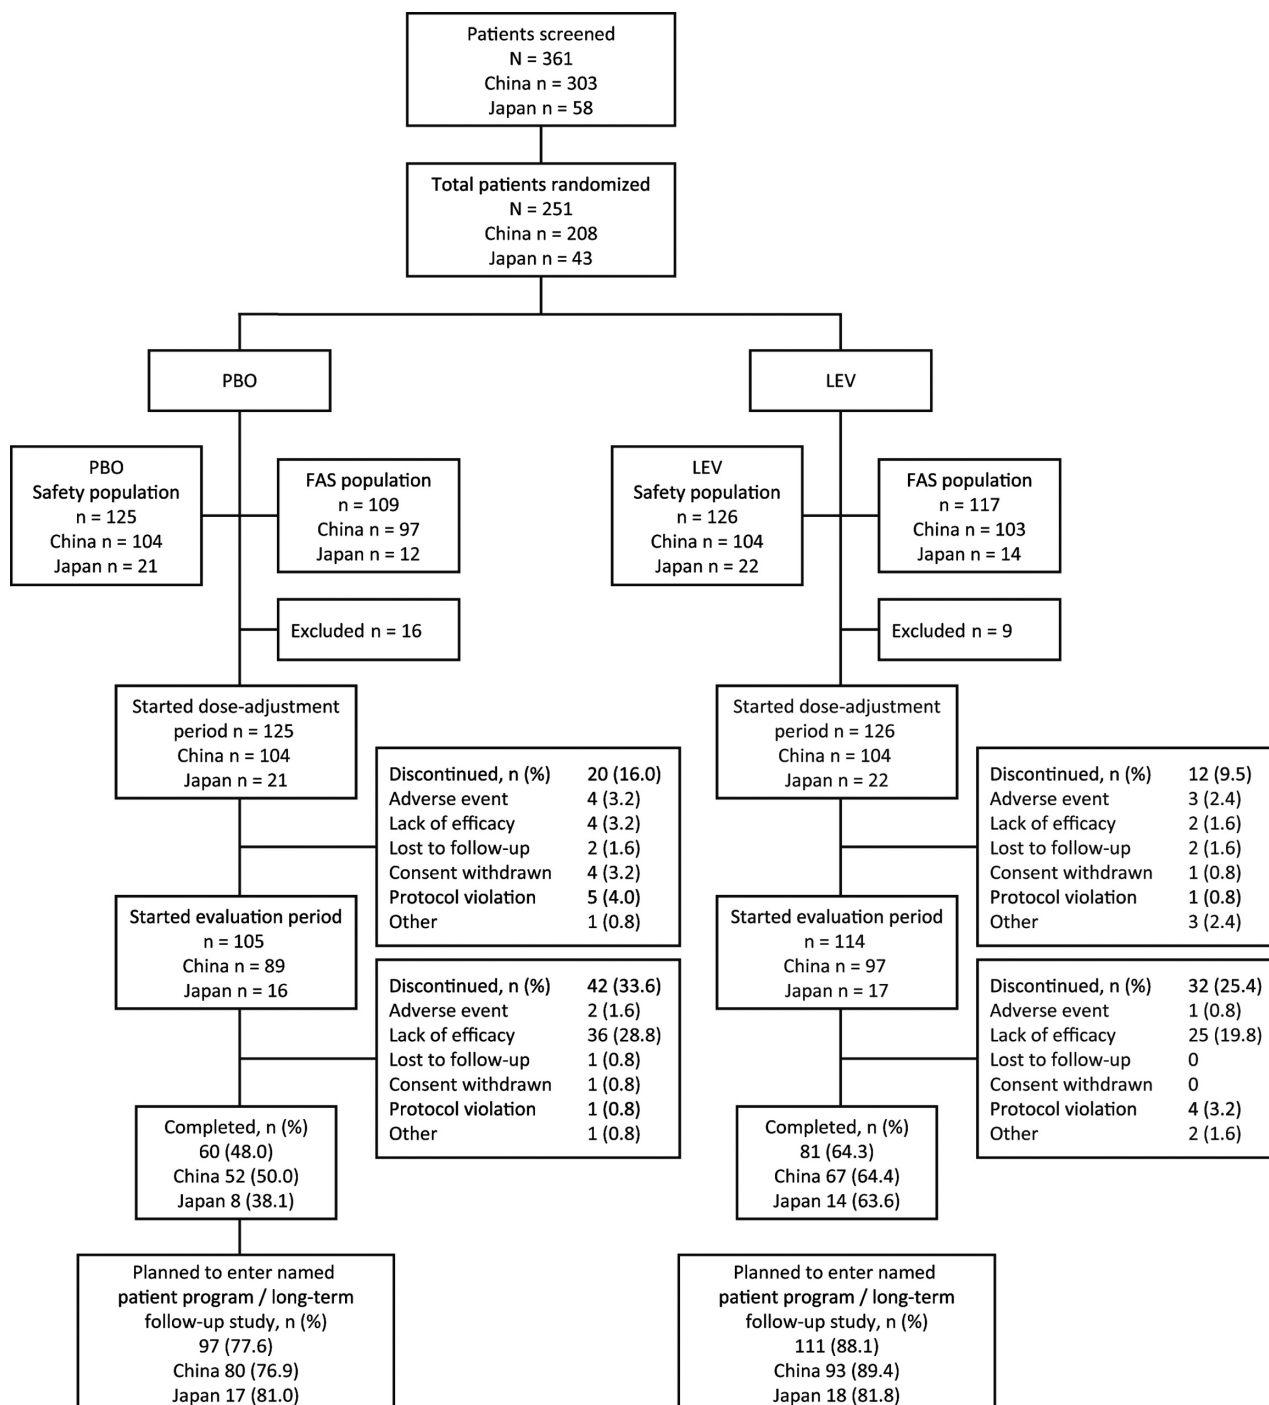 Patients screened
N = 361
China n = 303
Japan n = 58
Total patients randomized
N = 251
China n = 208
Japan n = 43
PBO
LEV
PBO
Safety population
n = 125
China n = 104
Japan n = 21
FAS population
n = 109
China n = 97
Japan n = 12
LEV
Safety population
n = 126
China n = 104
Japan n = 22
FAS population
n = 117
China n = 103
Japan n = 14
Excluded n = 16
Excluded n = 9
Started dose-adjustment
period n = 125
China n = 104
Japan n = 21
Started dose-adjustment
period n = 126
China n = 104
Japan n = 22
Discontinued, n (%) 20 (16.0)
Adverse event 4 (3.2)
Lack of efficacy 4 (3.2)
Lost to follow-up 2 (1.6)
Consent withdrawn 4 (3.2)
Protocol violation 5 (4.0)
Other 1 (0.8)
Discontinued, n (%) 12 (9.5)
Adverse event 3 (2.4)
Lack of efficacy 2 (1.6)
Lost to follow-up 2 (1.6)
Consent withdrawn 1 (0.8)
Protocol violation 1 (0.8)
Other 3 (2.4)
Started evaluation period
n = 105
China n = 89
Japan n = 16
Started evaluation period
n = 114
China n = 97
Japan n = 17
Discontinued, n (%) 42 (33.6)
Adverse event 2 (1.6)
Lack of efficacy 36 (28.8)
Lost to follow-up 1 (0.8)
Consent withdrawn 1 (0.8)
Protocol violation 1 (0.8)
Other 1 (0.8)
Discontinued, n (%) 32 (25.4)
Adverse event 1 (0.8)
Lack of efficacy 25 (19.8)
Lost to follow-up 0
Consent withdrawn 0
Protocol violation 4 (3.2)
Other 2 (1.6)
Completed, n (%)
60 (48.0)
China 52 (50.0)
Japan 8 (38.1)
Completed, n (%)
81 (64.3)
China 67 (64.4)
Japan 14 (63.6)
Planned to enter named
patient program / long-term
follow-up study, n (%)
97 (77.6)
China 80 (76.9)
Japan 17 (81.0)
Planned to enter named
patient program / long-term
follow-up study, n (%)
111 (88.1)
China 93 (89.4)
Japan 18 (81.8)